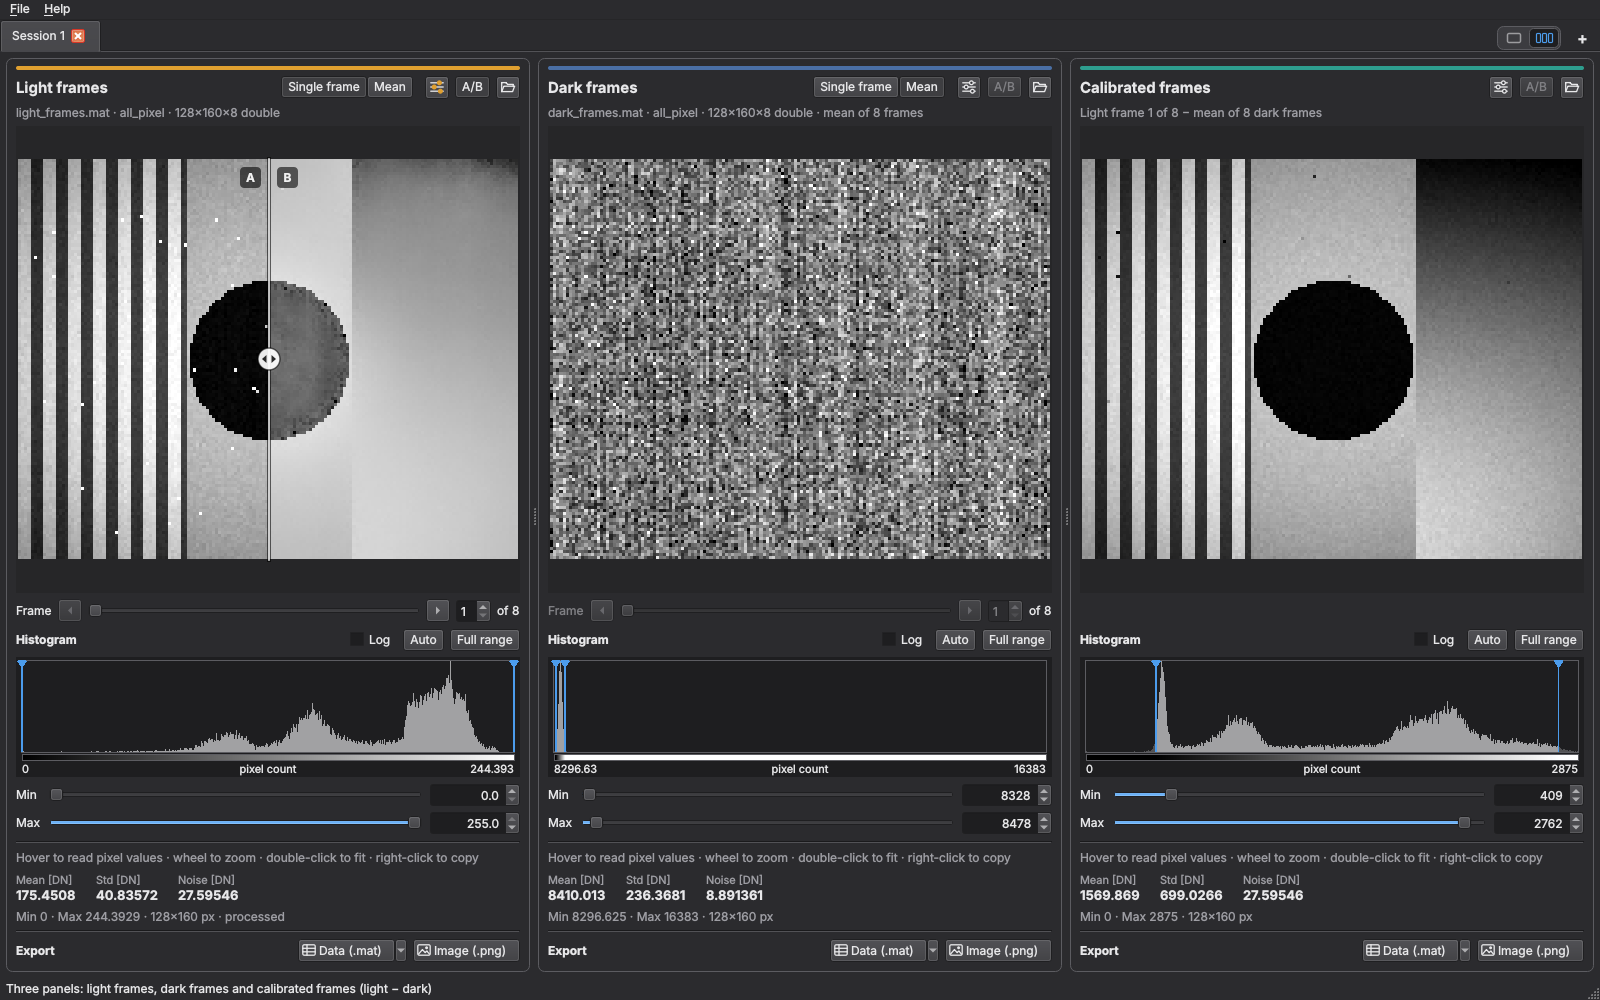 File Help
Session 1
Light frames Single frame Mean A/B
light_frames.mat · all_pixel · 128×160×8 double
A B
Frame 1 of 8
Histogram Log Auto Full range
0 pixel count 244.393
Min 0.0
Max 255.0
Hover to read pixel values · wheel to zoom · double-click to fit · right-click to copy
Mean [DN] Std [DN] Noise [DN]
175.4508 40.83572 27.59546
Min 0 · Max 244.3929 · 128×160 px · processed
Export Data (.mat) Image (.png)
Dark frames Single frame Mean A/B
dark_frames.mat · all_pixel · 128×160×8 double · mean of 8 frames
Frame 1 of 8
Histogram Log Auto Full range
8296.63 pixel count 16383
Min 8328
Max 8478
Hover to read pixel values · wheel to zoom · double-click to fit · right-click to copy
Mean [DN] Std [DN] Noise [DN]
8410.013 236.3681 8.891361
Min 8296.625 · Max 16383 · 128×160 px
Export Data (.mat) Image (.png)
Calibrated frames A/B
Light frame 1 of 8 − mean of 8 dark frames
Histogram Log Auto Full range
0 pixel count 2875
Min 409
Max 2762
Hover to read pixel values · wheel to zoom · double-click to fit · right-click to copy
Mean [DN] Std [DN] Noise [DN]
1569.869 699.0266 27.59546
Min 0 · Max 2875 · 128×160 px
Export Data (.mat) Image (.png)
Three panels: light frames, dark frames and calibrated frames (light − dark)